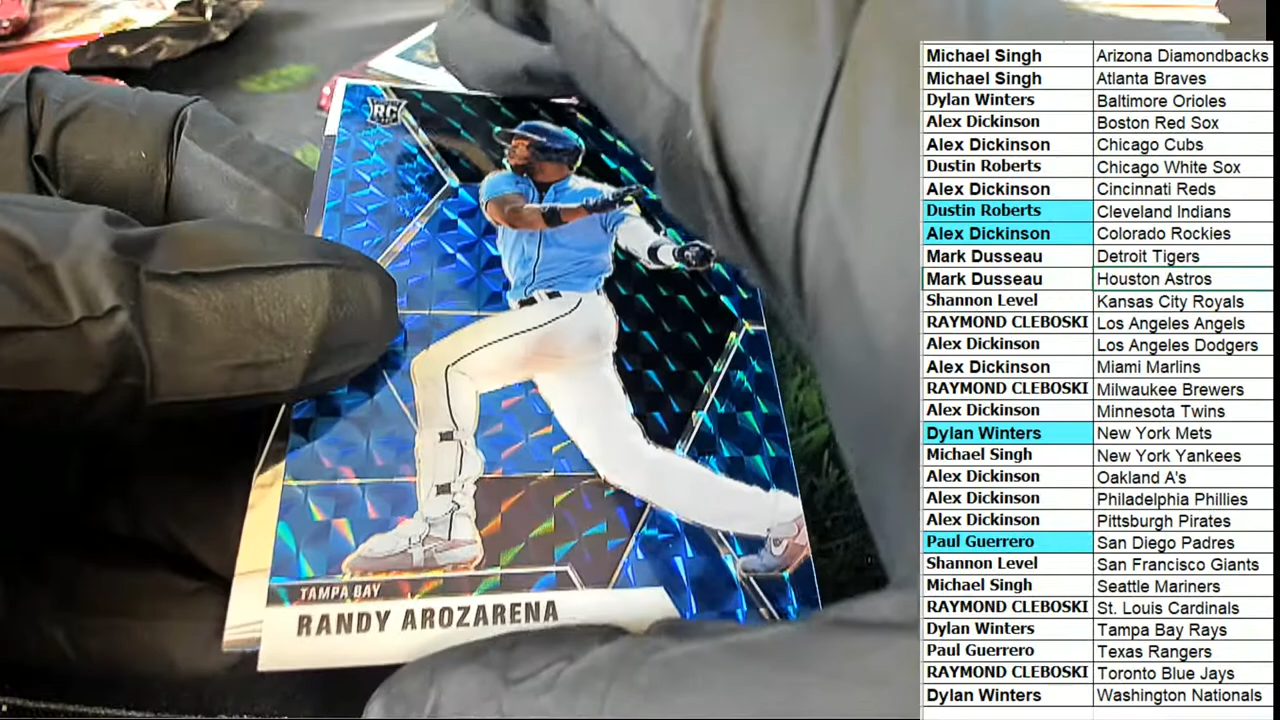 RC
TAMPA BAY
RANDY AROZARENA
Michael Singh Arizona Diamondbacks
Michael Singh Atlanta Braves
Dylan Winters Baltimore Orioles
Alex Dickinson Boston Red Sox
Alex Dickinson Chicago Cubs
Dustin Roberts Chicago White Sox
Alex Dickinson Cincinnati Reds
Dustin Roberts Cleveland Indians
Alex Dickinson Colorado Rockies
Mark Dusseau Detroit Tigers
Mark Dusseau Houston Astros
Shannon Level Kansas City Royals
RAYMOND CLEBOSKI Los Angeles Angels
Alex Dickinson Los Angeles Dodgers
Alex Dickinson Miami Marlins
RAYMOND CLEBOSKI Milwaukee Brewers
Alex Dickinson Minnesota Twins
Dylan Winters New York Mets
Michael Singh New York Yankees
Alex Dickinson Oakland A's
Alex Dickinson Philadelphia Phillies
Alex Dickinson Pittsburgh Pirates
Paul Guerrero San Diego Padres
Shannon Level San Francisco Giants
Michael Singh Seattle Mariners
RAYMOND CLEBOSKI St. Louis Cardinals
Dylan Winters Tampa Bay Rays
Paul Guerrero Texas Rangers
RAYMOND CLEBOSKI Toronto Blue Jays
Dylan Winters Washington Nationals